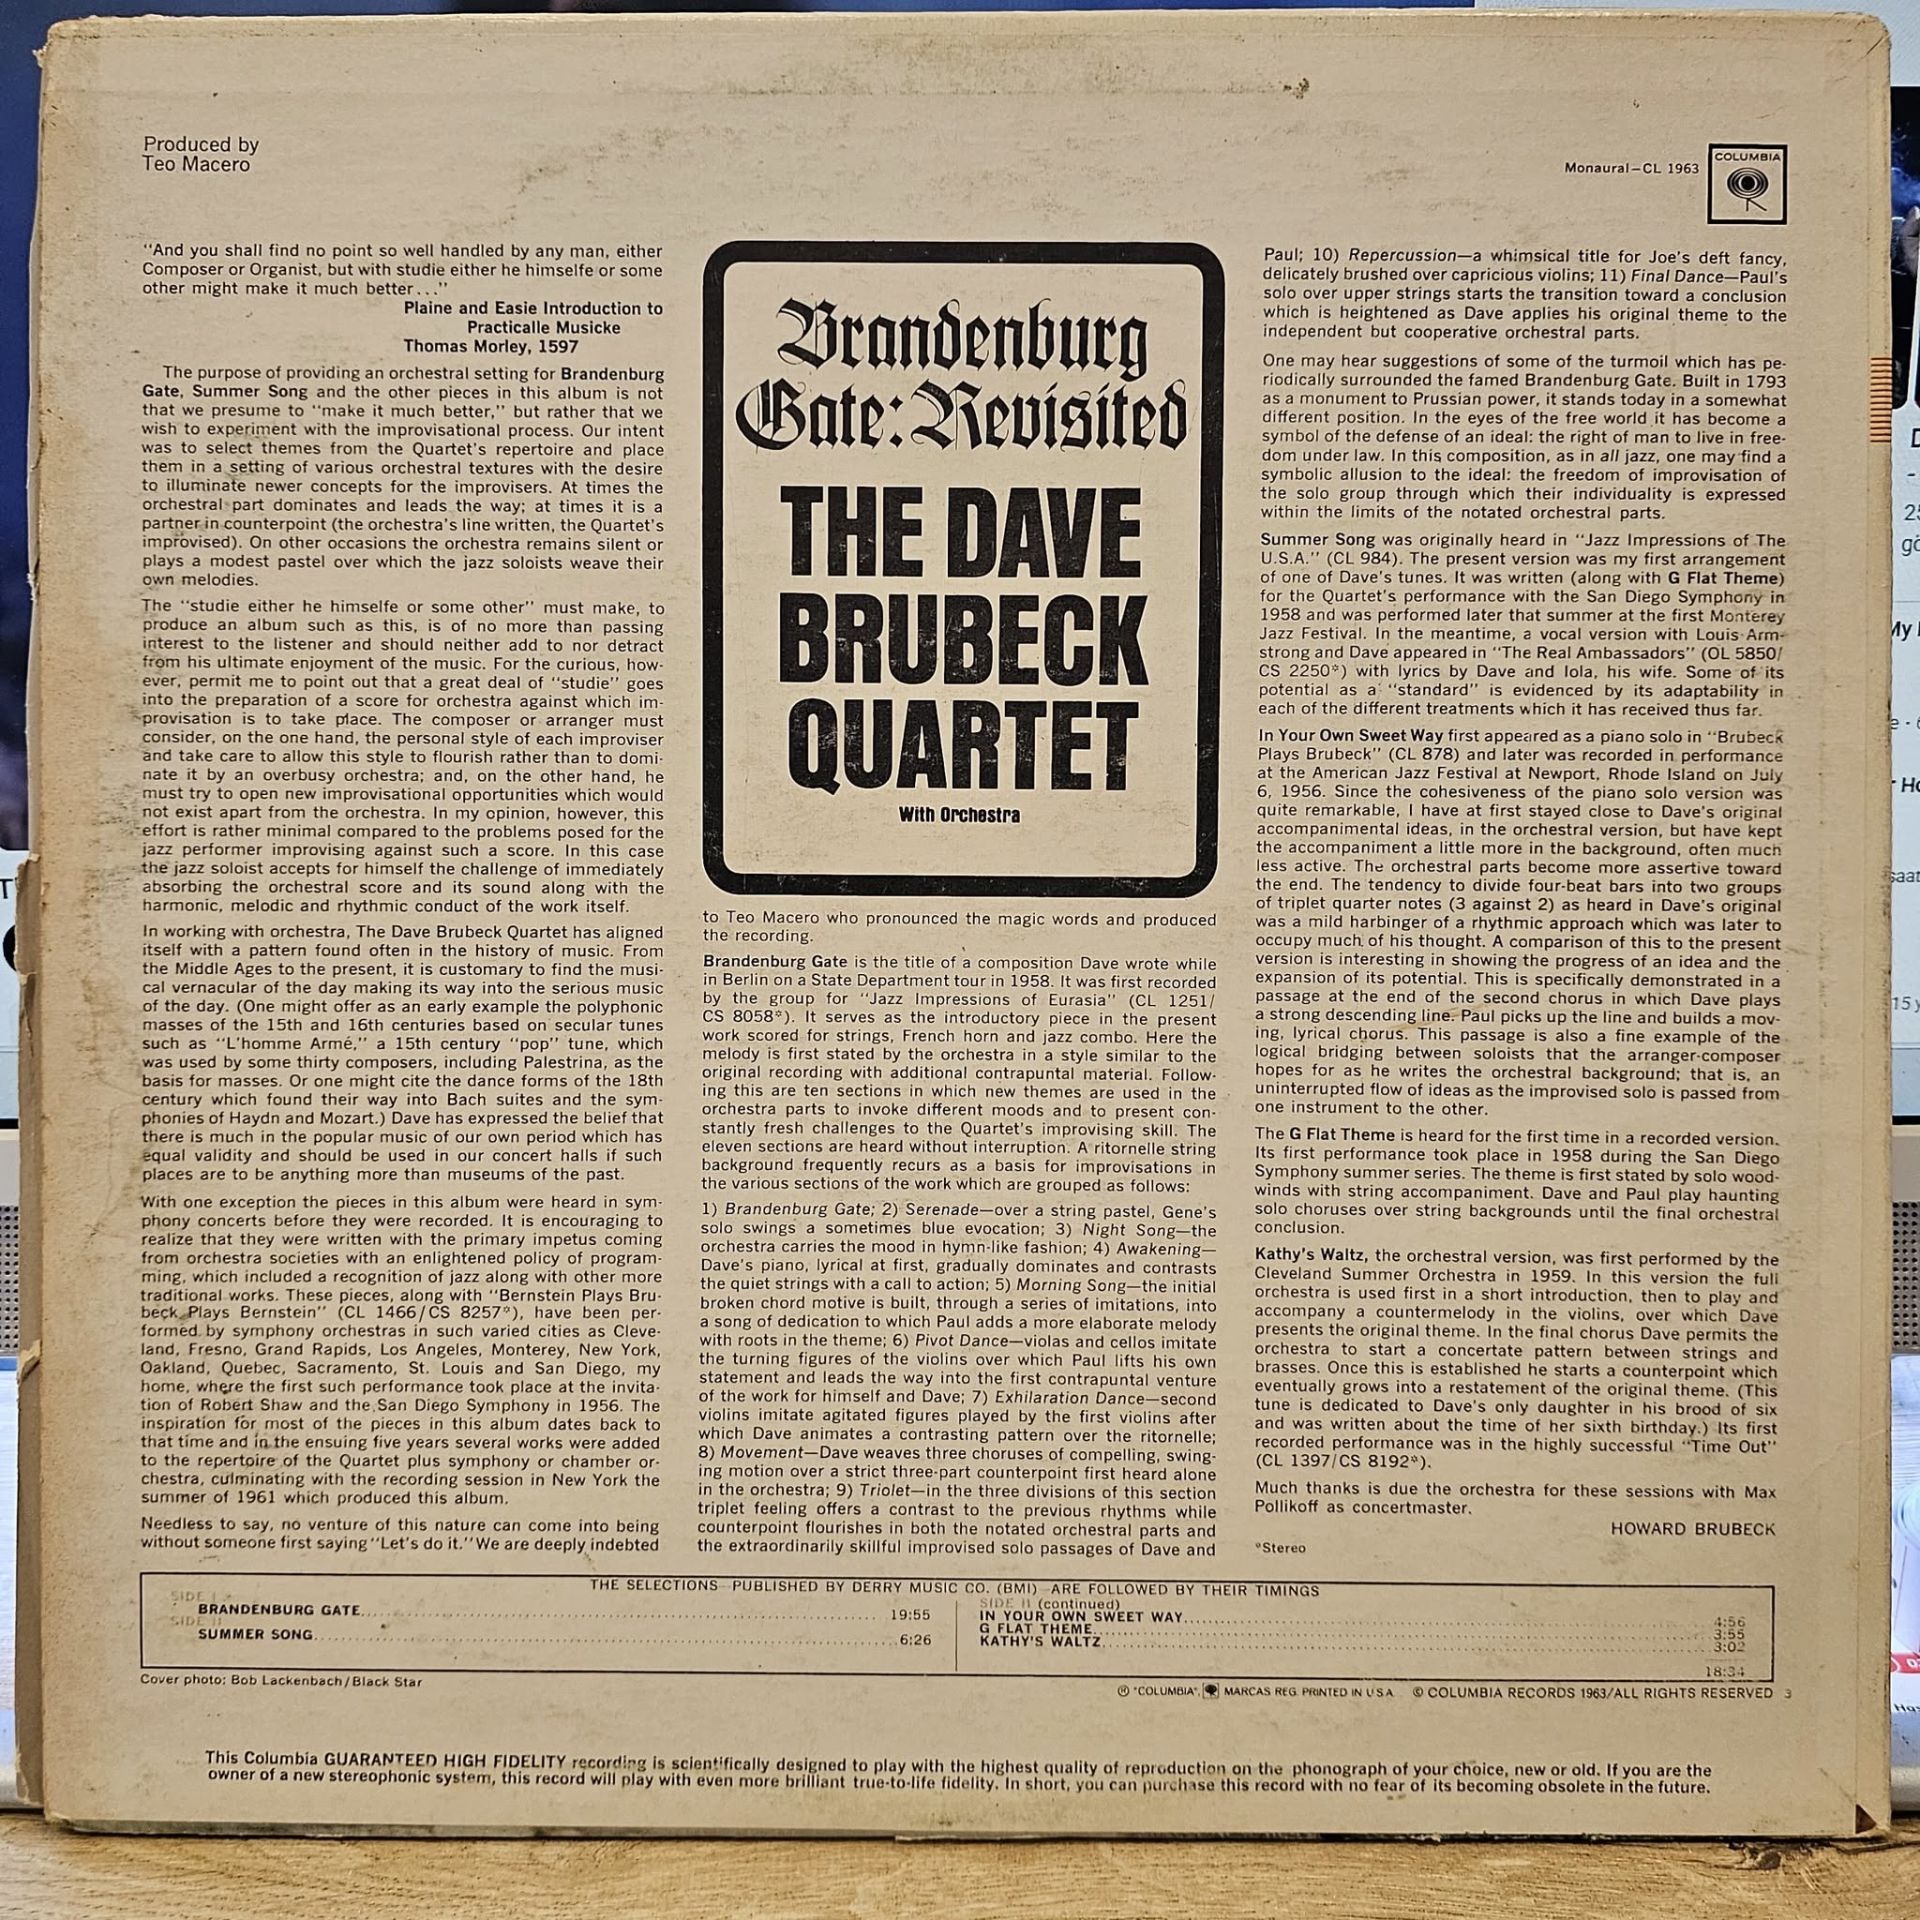 Produced by
Teo Macero
Monaural–CL 1963
COLUMBIA
"And you shall find no point so well handled by any man, either
Composer or Organist, but with studie either he himselfe or some
other might make it much better..."
Plaine and Easie Introduction to
Practicalle Musicke
Thomas Morley, 1597
The purpose of providing an orchestral setting for Brandenburg
Gate, Summer Song and the other pieces in this album is not
that we presume to "make it much better," but rather that we
wish to experiment with the improvisational process. Our intent
was to select themes from the Quartet's repertoire and place
them in a setting of various orchestral textures with the desire
to illuminate newer concepts for the improvisers. At times the
orchestral part dominates and leads the way; at times it is a
partner in counterpoint (the orchestra's line written, the Quartet's
improvised). On other occasions the orchestra remains silent or
plays a modest pastel over which the jazz soloists weave their
own melodies.
The "studie either he himselfe or some other" must make, to
produce an album such as this, is of no more than passing
interest to the listener and should neither add to nor detract
from his ultimate enjoyment of the music. For the curious, how-
ever, permit me to point out that a great deal of "studie" goes
into the preparation of a score for orchestra against which im-
provisation is to take place. The composer or arranger must
consider, on the one hand, the personal style of each improviser
and take care to allow this style to flourish rather than to domi-
nate it by an overbusy orchestra; and, on the other hand, he
must try to open new improvisational opportunities which would
not exist apart from the orchestra. In my opinion, however, this
effort is rather minimal compared to the problems posed for the
jazz performer improvising against such a score. In this case
the jazz soloist accepts for himself the challenge of immediately
absorbing the orchestral score and its sound along with the
harmonic, melodic and rhythmic conduct of the work itself.
In working with orchestra, The Dave Brubeck Quartet has aligned
itself with a pattern found often in the history of music. From
the Middle Ages to the present, it is customary to find the musi-
cal vernacular of the day making its way into the serious music
of the day. (One might offer as an early example the polyphonic
masses of the 15th and 16th centuries based on secular tunes
such as "L'homme Armé," a 15th century "pop" tune, which
was used by some thirty composers, including Palestrina, as the
basis for masses. Or one might cite the dance forms of the 18th
century which found their way into Bach suites and the sym-
phonies of Haydn and Mozart.) Dave has expressed the belief that
there is much in the popular music of our own period which has
equal validity and should be used in our concert halls if such
places are to be anything more than museums of the past.
With one exception the pieces in this album were heard in sym-
phony concerts before they were recorded. It is encouraging to
realize that they were written with the primary impetus coming
from orchestra societies with an enlightened policy of program-
ming, which included a recognition of jazz along with other more
traditional works. These pieces, along with "Bernstein Plays Bru-
beck Plays Bernstein" (CL 1466/CS 8257*), have been per-
formed by symphony orchestras in such varied cities as Cleve-
land, Fresno, Grand Rapids, Los Angeles, Monterey, New York,
Oakland, Quebec, Sacramento, St. Louis and San Diego, my
home, where the first such performance took place at the invita-
tion of Robert Shaw and the San Diego Symphony in 1956. The
inspiration for most of the pieces in this album dates back to
that time and in the ensuing five years several works were added
to the repertoire of the Quartet plus symphony or chamber or-
chestra, culminating with the recording session in New York the
summer of 1961 which produced this album.
Needless to say, no venture of this nature can come into being
without someone first saying "Let's do it." We are deeply indebted
Brandenburg
Gate: Revisited
THE DAVE
BRUBECK
QUARTET
With Orchestra
to Teo Macero who pronounced the magic words and produced
the recording.
Brandenburg Gate is the title of a composition Dave wrote while
in Berlin on a State Department tour in 1958. It was first recorded
by the group for "Jazz Impressions of Eurasia" (CL 1251/
CS 8058*). It serves as the introductory piece in the present
work scored for strings, French horn and jazz combo. Here the
melody is first stated by the orchestra in a style similar to the
original recording with additional contrapuntal material. Follow-
ing this are ten sections in which new themes are used in the
orchestra parts to invoke different moods and to present con-
stantly fresh challenges to the Quartet's improvising skill. The
eleven sections are heard without interruption. A ritornelle string
background frequently recurs as a basis for improvisations in
the various sections of the work which are grouped as follows:
1) Brandenburg Gate; 2) Serenade—over a string pastel, Gene's
solo swings a sometimes blue evocation; 3) Night Song—the
orchestra carries the mood in hymn-like fashion; 4) Awakening—
Dave's piano, lyrical at first, gradually dominates and contrasts
the quiet strings with a call to action; 5) Morning Song—the initial
broken chord motive is built, through a series of imitations, into
a song of dedication to which Paul adds a more elaborate melody
with roots in the theme; 6) Pivot Dance—violas and cellos imitate
the turning figures of the violins over which Paul lifts his own
statement and leads the way into the first contrapuntal venture
of the work for himself and Dave; 7) Exhilaration Dance—second
violins imitate agitated figures played by the first violins after
which Dave animates a contrasting pattern over the ritornelle;
8) Movement—Dave weaves three choruses of compelling, swing-
ing motion over a strict three-part counterpoint first heard alone
in the orchestra; 9) Triolet—in the three divisions of this section
triplet feeling offers a contrast to the previous rhythms while
counterpoint flourishes in both the notated orchestral parts and
the extraordinarily skillful improvised solo passages of Dave and
Paul; 10) Repercussion—a whimsical title for Joe's deft fancy,
delicately brushed over capricious violins; 11) Final Dance—Paul's
solo over upper strings starts the transition toward a conclusion
which is heightened as Dave applies his original theme to the
independent but cooperative orchestral parts.
One may hear suggestions of some of the turmoil which has pe-
riodically surrounded the famed Brandenburg Gate. Built in 1793
as a monument to Prussian power, it stands today in a somewhat
different position. In the eyes of the free world it has become a
symbol of the defense of an ideal: the right of man to live in free-
dom under law. In this composition, as in all jazz, one may find a
symbolic allusion to the ideal: the freedom of improvisation of
the solo group through which their individuality is expressed
within the limits of the notated orchestral parts.
Summer Song was originally heard in "Jazz Impressions of The
U.S.A." (CL 984). The present version was my first arrangement
of one of Dave's tunes. It was written (along with G Flat Theme)
for the Quartet's performance with the San Diego Symphony in
1958 and was performed later that summer at the first Monterey
Jazz Festival. In the meantime, a vocal version with Louis Arm-
strong and Dave appeared in "The Real Ambassadors" (OL 5850/
CS 2250*) with lyrics by Dave and Iola, his wife. Some of its
potential as a "standard" is evidenced by its adaptability in
each of the different treatments which it has received thus far.
In Your Own Sweet Way first appeared as a piano solo in "Brubeck
Plays Brubeck" (CL 878) and later was recorded in performance
at the American Jazz Festival at Newport, Rhode Island on July
6, 1956. Since the cohesiveness of the piano solo version was
quite remarkable, I have at first stayed close to Dave's original
accompanimental ideas, in the orchestral version, but have kept
the accompaniment a little more in the background, often much
less active. The orchestral parts become more assertive toward
the end. The tendency to divide four-beat bars into two groups
of triplet quarter notes (3 against 2) as heard in Dave's original
was a mild harbinger of a rhythmic approach which was later to
occupy much of his thought. A comparison of this to the present
version is interesting in showing the progress of an idea and the
expansion of its potential. This is specifically demonstrated in a
passage at the end of the second chorus in which Dave plays
a strong descending line. Paul picks up the line and builds a mov-
ing, lyrical chorus. This passage is also a fine example of the
logical bridging between soloists that the arranger-composer
hopes for as he writes the orchestral background; that is, an
uninterrupted flow of ideas as the improvised solo is passed from
one instrument to the other.
The G Flat Theme is heard for the first time in a recorded version.
Its first performance took place in 1958 during the San Diego
Symphony summer series. The theme is first stated by solo wood-
winds with string accompaniment. Dave and Paul play haunting
solo choruses over string backgrounds until the final orchestral
conclusion.
Kathy's Waltz, the orchestral version, was first performed by the
Cleveland Summer Orchestra in 1959. In this version the full
orchestra is used first in a short introduction, then to play and
accompany a countermelody in the violins, over which Dave
presents the original theme. In the final chorus Dave permits the
orchestra to start a concertate pattern between strings and
brasses. Once this is established he starts a counterpoint which
eventually grows into a restatement of the original theme. (This
tune is dedicated to Dave's only daughter in his brood of six
and was written about the time of her sixth birthday.) Its first
recorded performance was in the highly successful "Time Out"
(CL 1397/CS 8192*).
Much thanks is due the orchestra for these sessions with Max
Pollikoff as concertmaster.
HOWARD BRUBECK
*Stereo
THE SELECTIONS—PUBLISHED BY DERRY MUSIC CO. (BMI)—ARE FOLLOWED BY THEIR TIMINGS
SIDE I
BRANDENBURG GATE 19:55
SIDE II
SUMMER SONG 6:26
SIDE II (continued)
IN YOUR OWN SWEET WAY 4:56
G FLAT THEME 3:55
KATHY'S WALTZ 3:02
18:34
Cover photo: Bob Lackenbach/Black Star
® "COLUMBIA", MARCAS REG. PRINTED IN U.S.A. © COLUMBIA RECORDS 1963/ALL RIGHTS RESERVED 3
This Columbia GUARANTEED HIGH FIDELITY recording is scientifically designed to play with the highest quality of reproduction on the phonograph of your choice, new or old. If you are the
owner of a new stereophonic system, this record will play with even more brilliant true-to-life fidelity. In short, you can purchase this record with no fear of its becoming obsolete in the future.